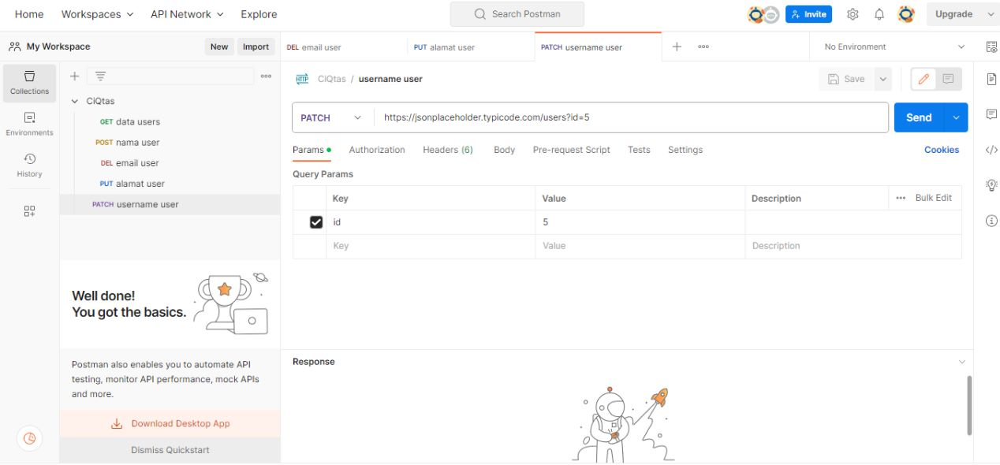 Home Workspaces API Network Explore Search Postman Invite Upgrade
My Workspace New Import DEL email user PUT alamat user PATCH username user No Environment
Collections
Environments
History
CiQtas
GET data users
POST nama user
DEL email user
PUT alamat user
PATCH username user
Well done!
You got the basics.
Postman also enables you to automate API
testing, monitor API performance, mock APIs
and more.
Download Desktop App
Dismiss Quickstart
HTTP CiQtas / username user Save
PATCH https://jsonplaceholder.typicode.com/users?id=5 Send
Params Authorization Headers (6) Body Pre-request Script Tests Settings Cookies
Query Params
Key Value Description Bulk Edit
id 5
Key Value Description
Response